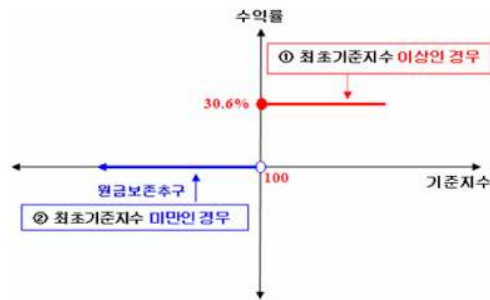 수익률
① 최초기준지수 이상인 경우
30.6%
100
기준지수
원금보존추구
② 최초기준지수 미만인 경우